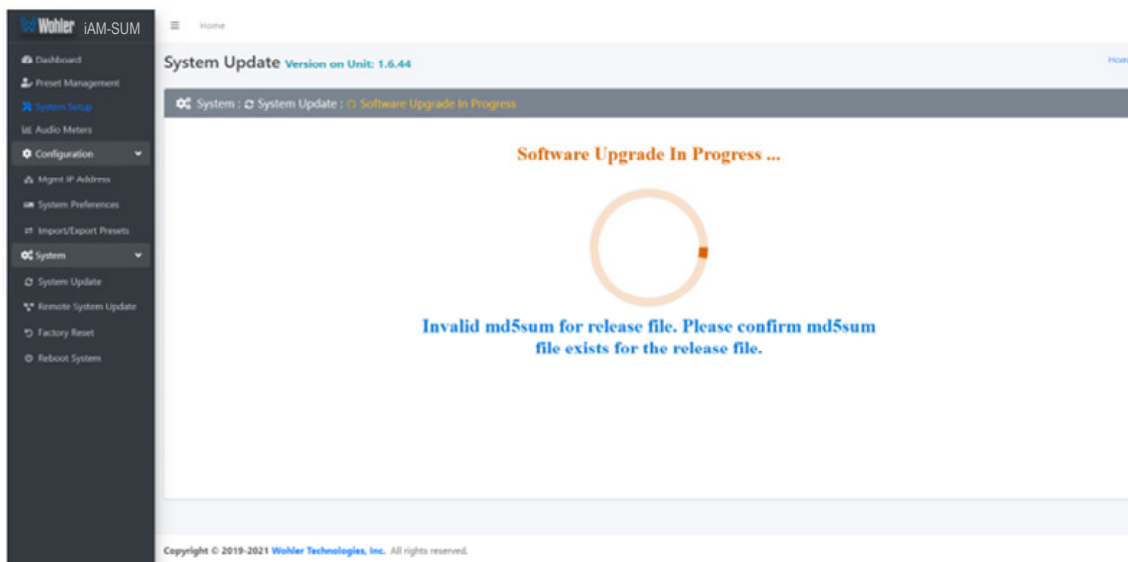 Wohler iAM-SUM
Home
Dashboard
Preset Management
System Setup
Audio Meters
Configuration
Mgmt IP Address
System Preferences
Import/Export Presets
System
System Update
Remote System Update
Factory Reset
Reboot System
System Update Version on Unit: 1.6.44
Hom
System : System Update : Software Upgrade In Progress
Software Upgrade In Progress ...
Invalid md5sum for release file. Please confirm md5sum
file exists for the release file.
Copyright © 2019-2021 Wohler Technologies, Inc. All rights reserved.